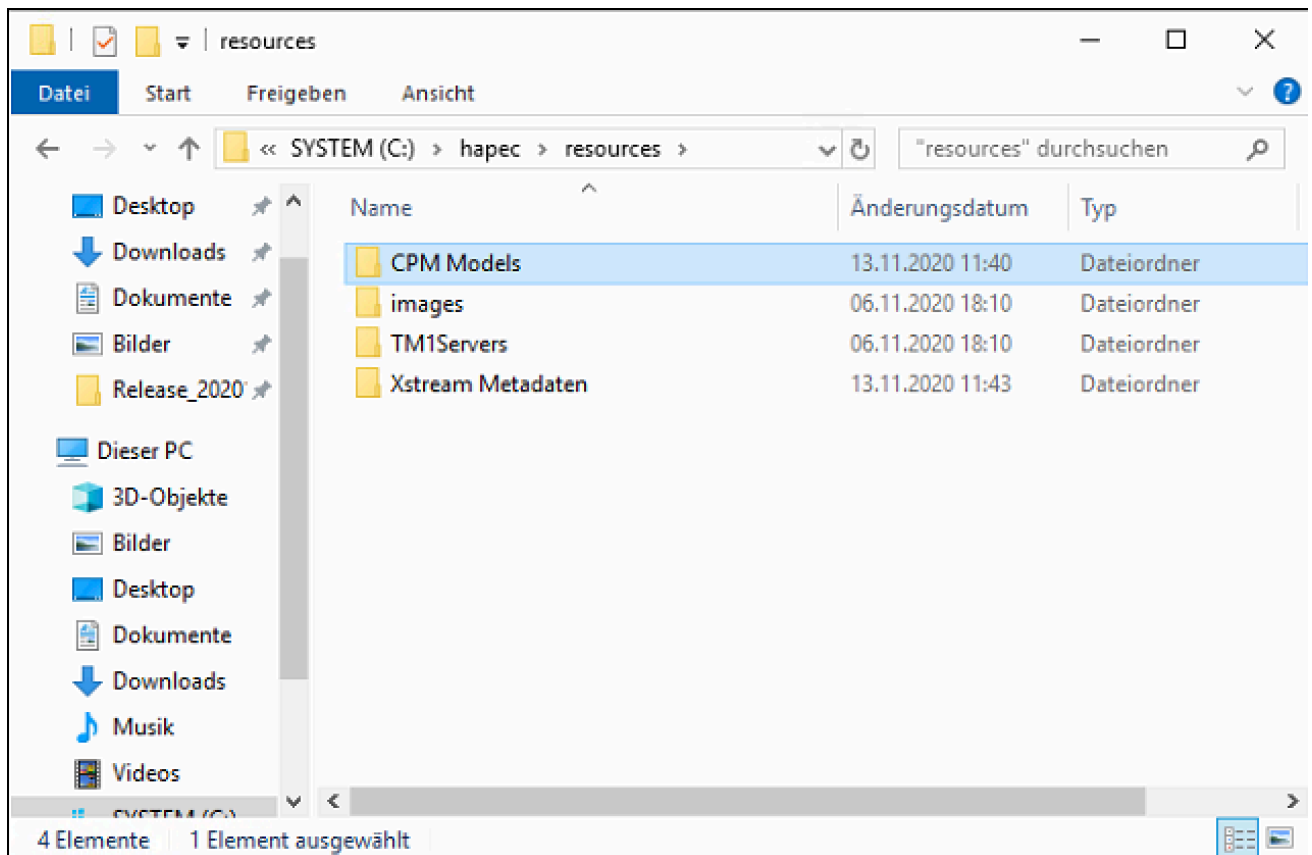 resources
Datei Start Freigeben Ansicht
« SYSTEM (C:) › hapec › resources › "resources" durchsuchen
Name Änderungsdatum Typ
Desktop
Downloads
Dokumente
Bilder
Release_2020
Dieser PC
3D-Objekte
Bilder
Desktop
Dokumente
Downloads
Musik
Videos
SYSTEM (C:)
CPM Models 13.11.2020 11:40 Dateiordner
images 06.11.2020 18:10 Dateiordner
TM1Servers 06.11.2020 18:10 Dateiordner
Xstream Metadaten 13.11.2020 11:43 Dateiordner
4 Elemente 1 Element ausgewählt